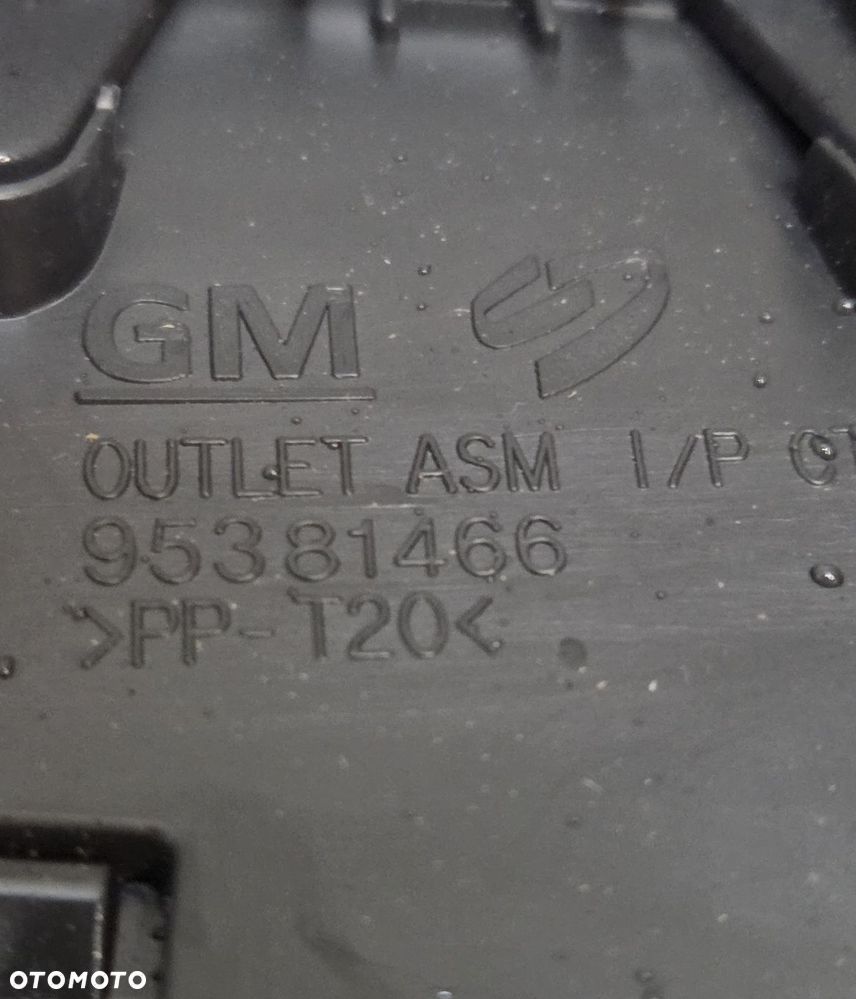 GM
OUTLET ASM I/P
95381466
>PP-T20<
OTOMOTO